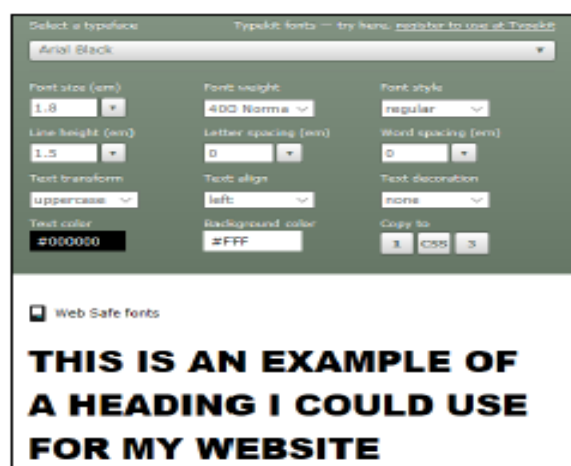 Select a typeface Typekit fonts — try here, register to use at Typekit
Arial Black
Font size (em) Font weight Font style
1.8 400 Norma regular
Line height (em) Letter spacing (em) Word spacing (em)
1.5 0 0
Text transform Text align Text decoration
uppercase left none
Text color Background color Copy to
#000000 #FFF 1 CSS 3
Web Safe fonts
THIS IS AN EXAMPLE OF
A HEADING I COULD USE
FOR MY WEBSITE